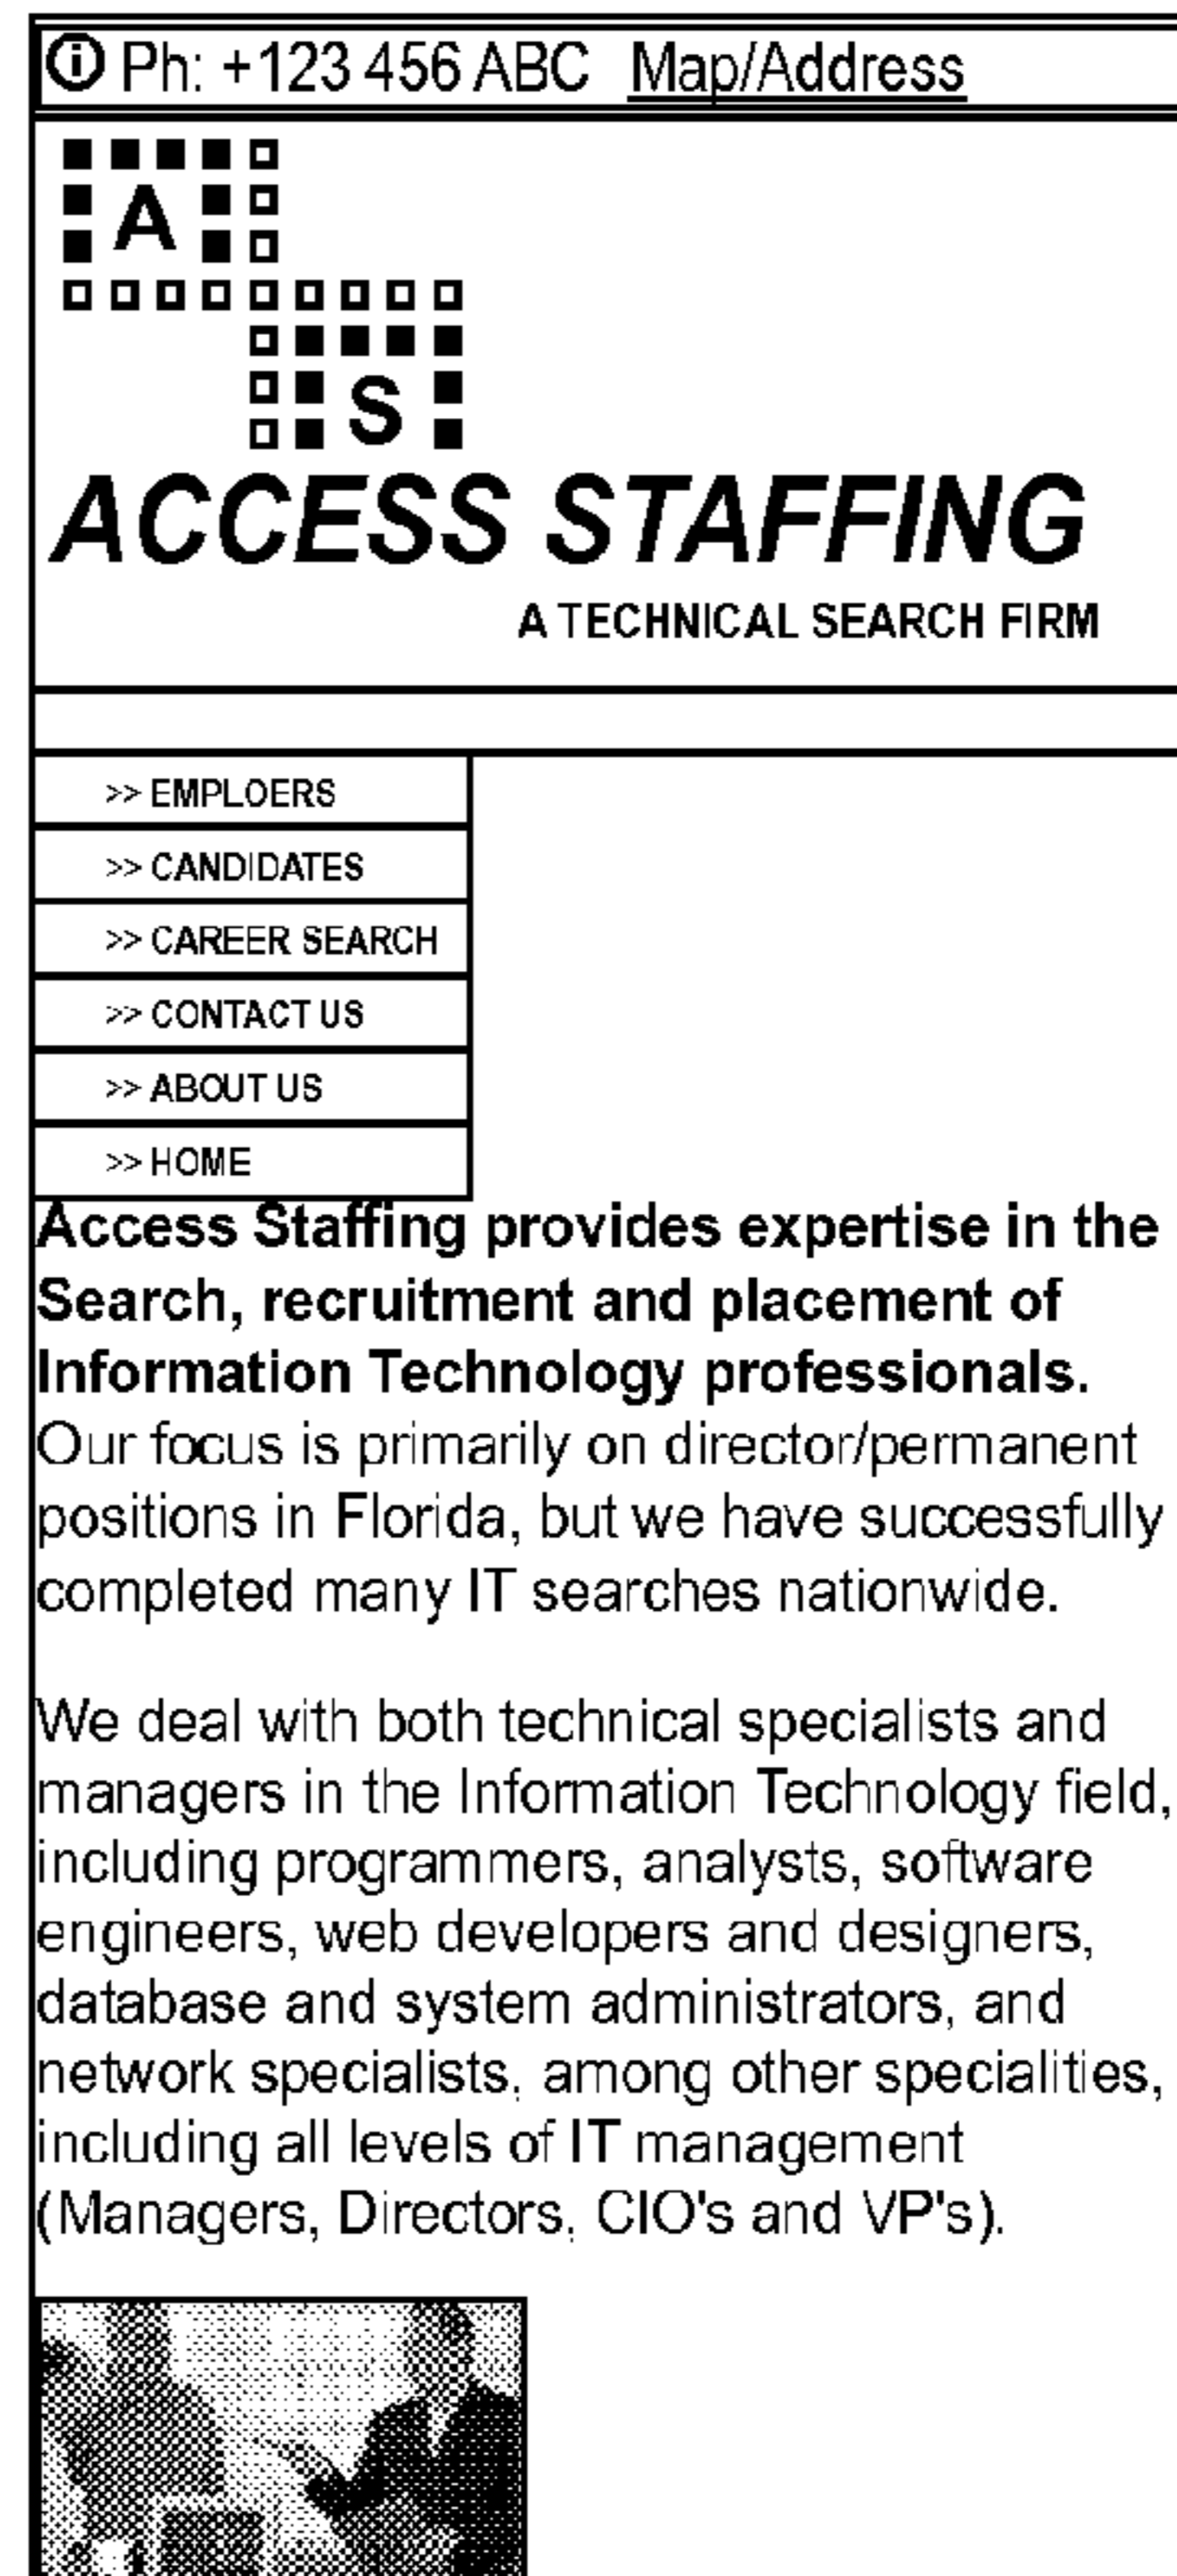 Ph: +123 456 ABC Map/Address
A
S
ACCESS STAFFING
A TECHNICAL SEARCH FIRM
>> EMPLOERS
>> CANDIDATES
>> CAREER SEARCH
>> CONTACT US
>> ABOUT US
>> HOME
Access Staffing provides expertise in the
Search, recruitment and placement of
Information Technology professionals.
Our focus is primarily on director/permanent
positions in Florida, but we have successfully
completed many IT searches nationwide.
We deal with both technical specialists and
managers in the Information Technology field,
including programmers, analysts, software
engineers, web developers and designers,
database and system administrators, and
network specialists, among other specialities,
including all levels of IT management
(Managers, Directors, CIO's and VP's).